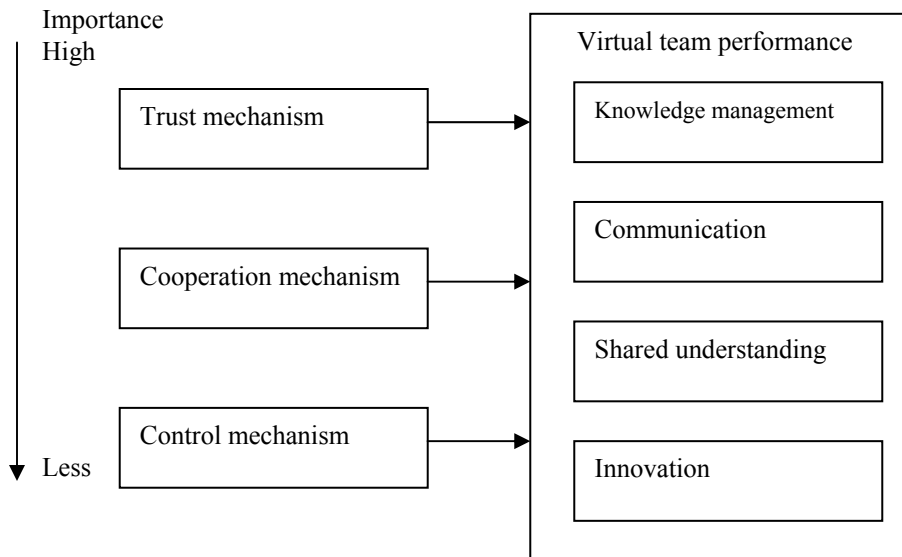 Importance
High
Virtual team performance
Trust mechanism
Knowledge management
Communication
Cooperation mechanism
Shared understanding
Control mechanism
Less
Innovation